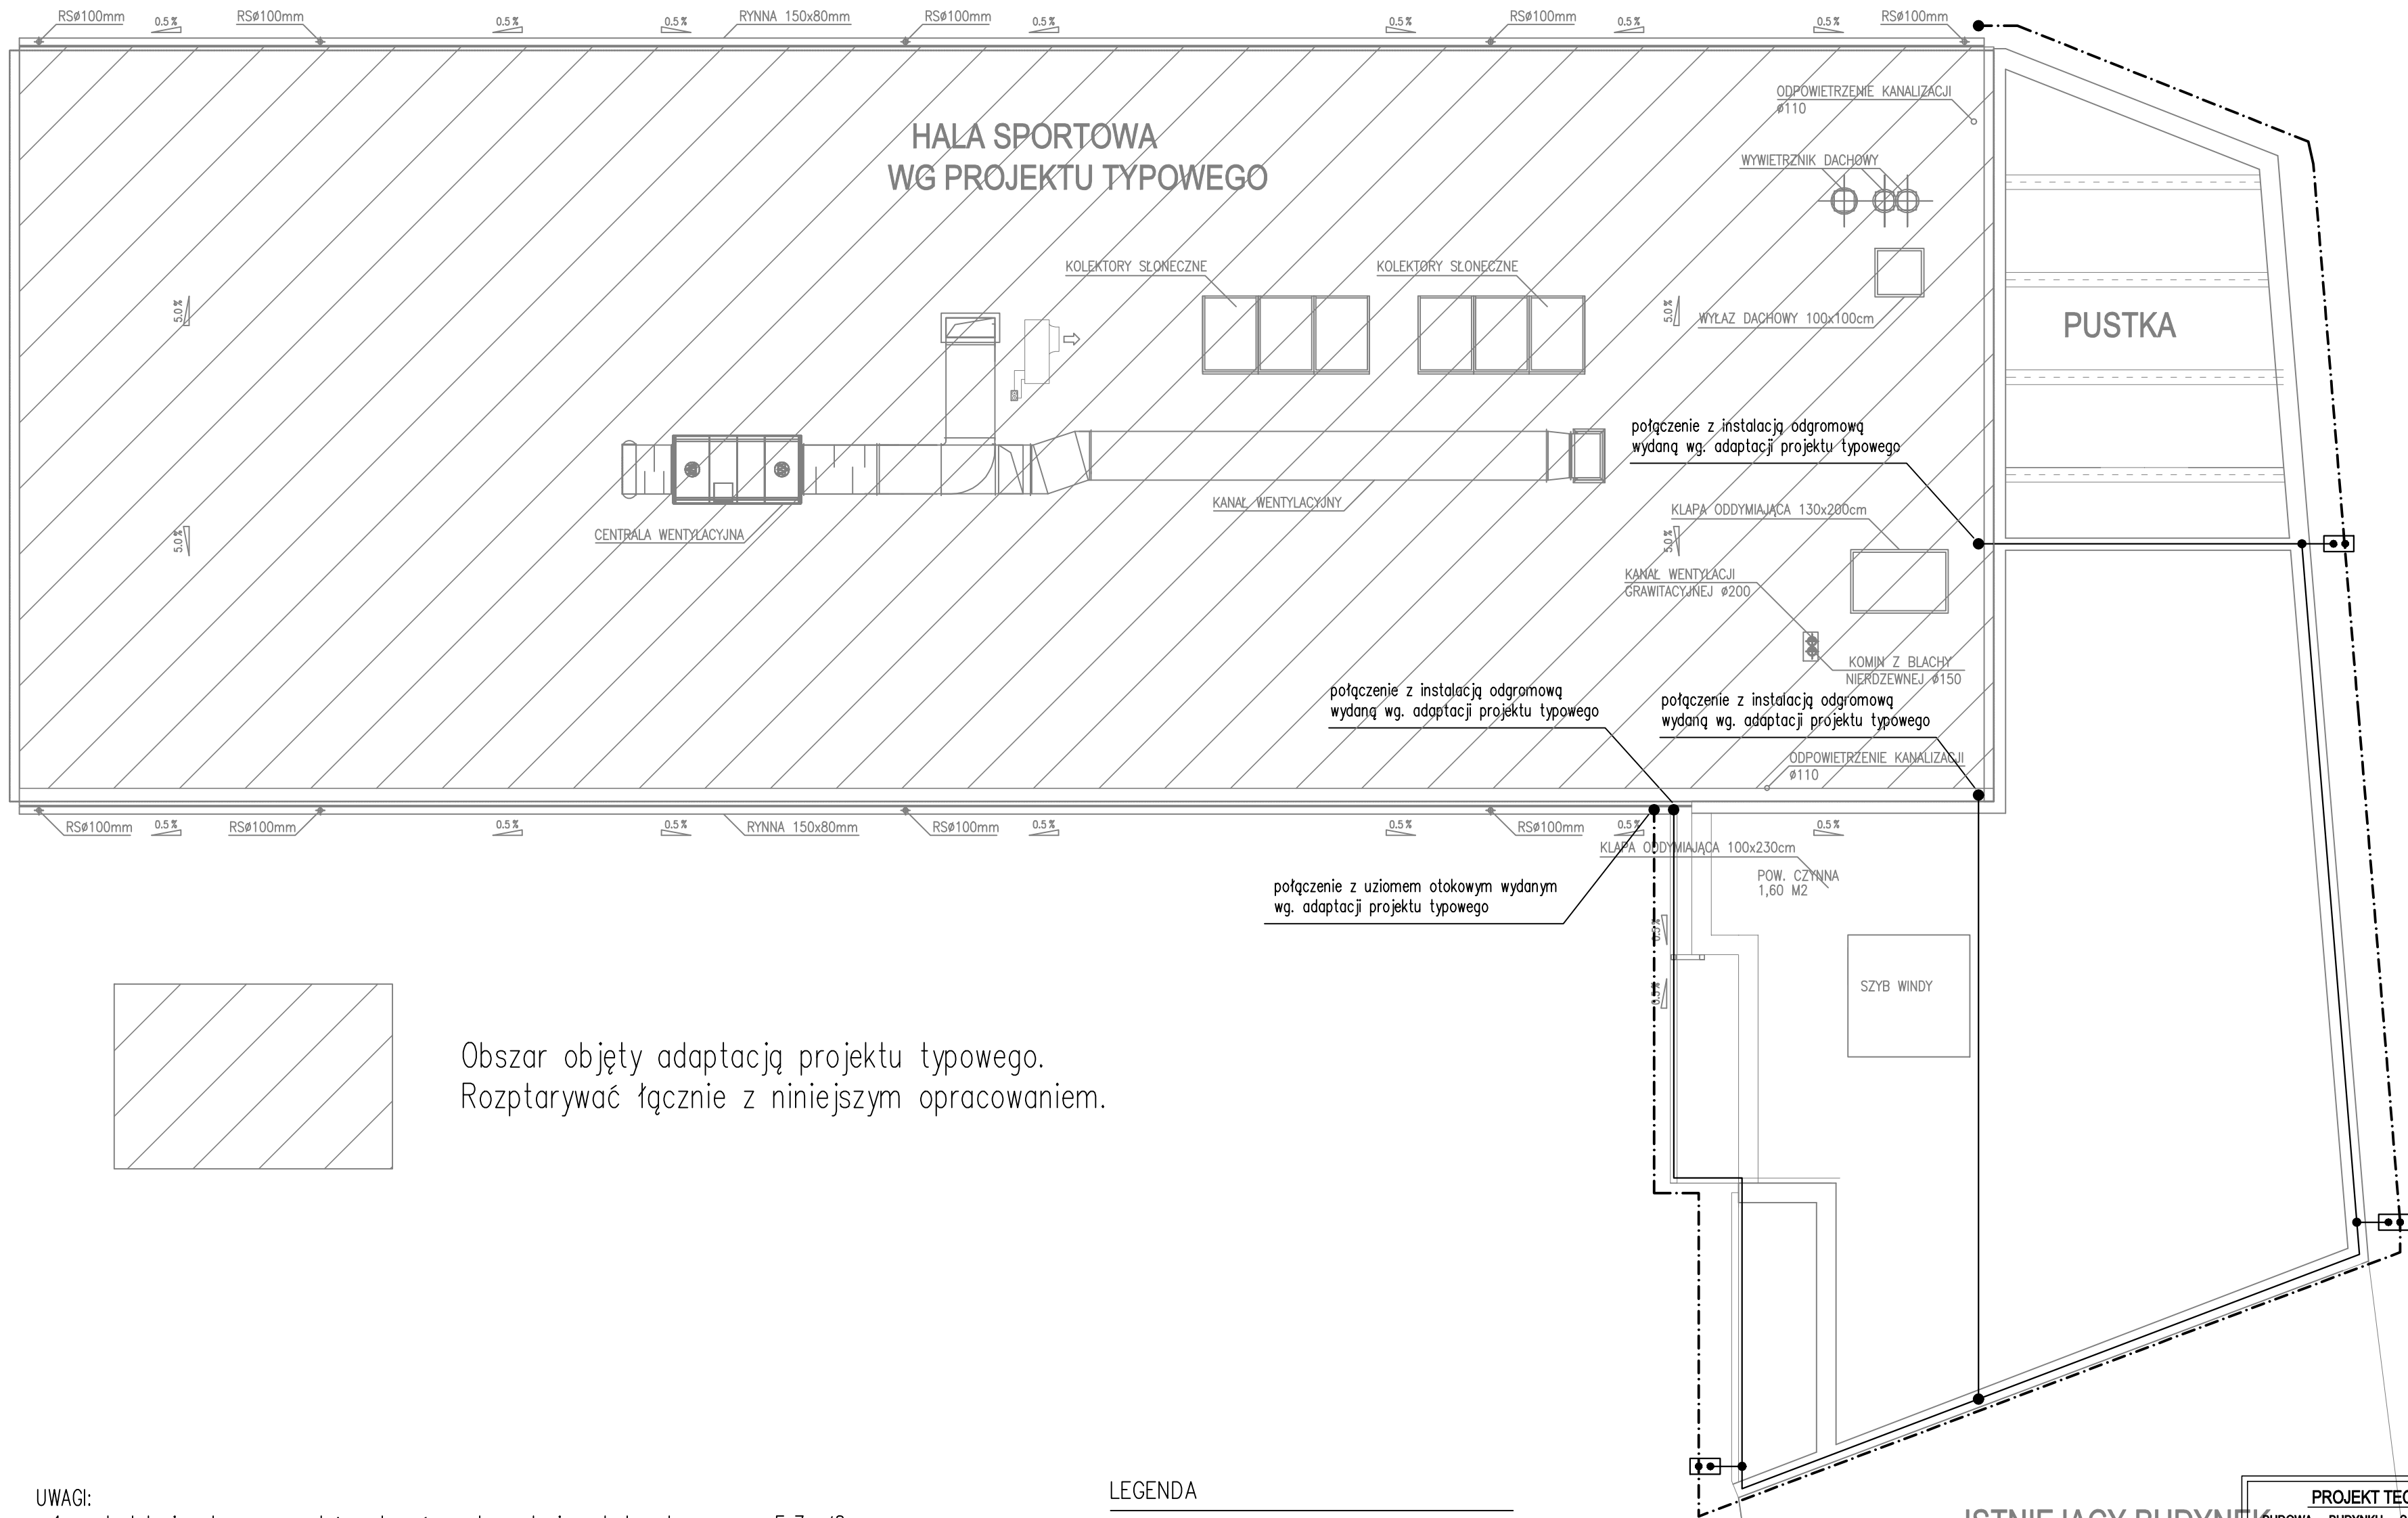 RSø100mm
0.5%
RSø100mm
0.5%
0.5%
RYNNA 150x80mm
RSø100mm
0.5%
0.5%
RSø100mm
0.5%
0.5%
RSø100mm
HALA SPORTOWA
WG PROJEKTU TYPOWEGO
ODPOWIETRZENIE KANALIZACJI
ø110
WYWIETRZNIK DACHOWY
KOLEKTORY SŁONECZNE
KOLEKTORY SŁONECZNE
5.0%
5.0%
WYŁAZ DACHOWY 100x100cm
PUSTKA
połączenie z instalacją odgromową
wydaną wg. adaptacji projektu typowego
KANAŁ WENTYLACYJNY
CENTRALA WENTYLACYJNA
KLAPA ODDYMIAJĄCA 130x200cm
5.0%
5.0%
KANAŁ WENTYLACJI
GRAWITACYJNEJ ø200
KOMIN Z BLACHY
NIERDZEWNEJ ø150
połączenie z instalacją odgromową
wydaną wg. adaptacji projektu typowego
połączenie z instalacją odgromową
wydaną wg. adaptacji projektu typowego
ODPOWIETRZENIE KANALIZACJI
ø110
RSø100mm
0.5%
RSø100mm
0.5%
0.5%
RYNNA 150x80mm
RSø100mm
0.5%
0.5%
RSø100mm
0.5%
0.5%
KLAPA ODDYMIAJĄCA 100x230cm
POW. CZYNNA
1,60 M2
połączenie z uziomem otokowym wydanym
wg. adaptacji projektu typowego
SZYB WINDY
Obszar objęty adaptacją projektu typowego.
Rozptarywać łącznie z niniejszym opracowaniem.
UWAGI:
LEGENDA
PROJEKT TEC